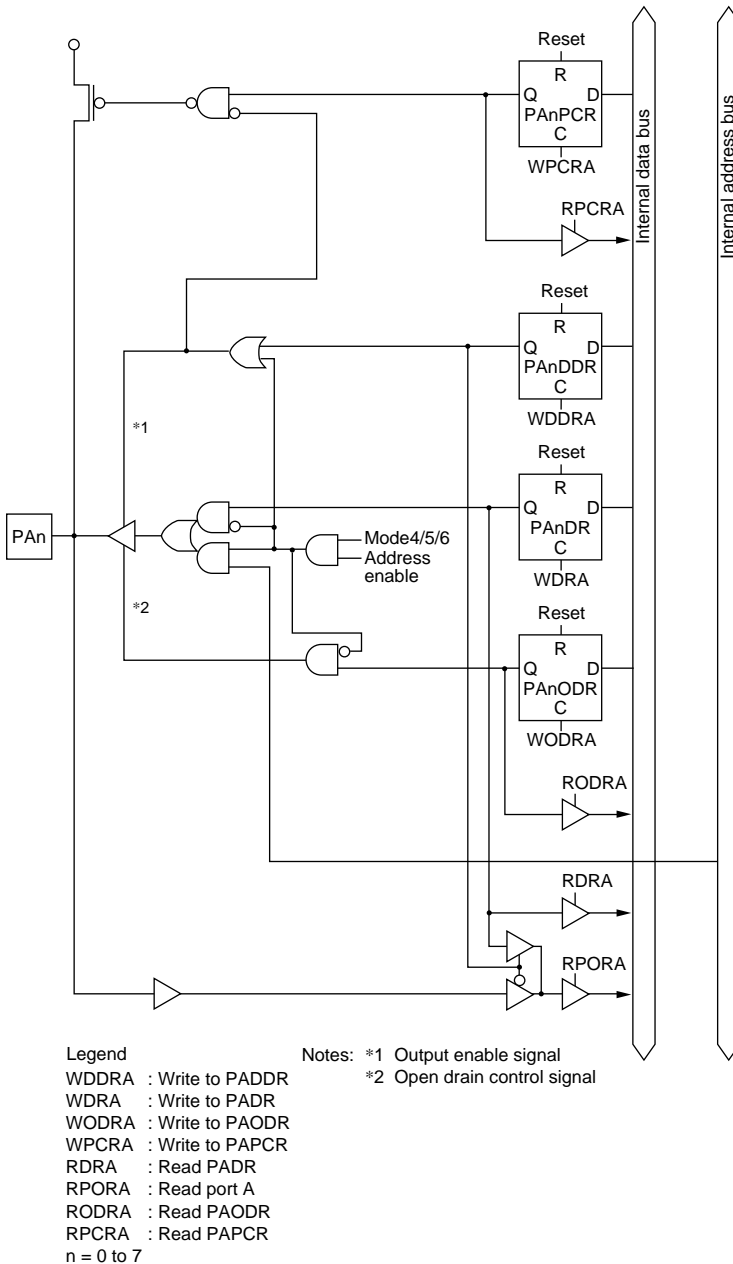 Reset
R
Q D
PAnPCR
C
WPCRA
RPCRA
Internal data bus
Internal address bus
Reset
R
Q D
PAnDDR
C
WDDRA
*1
Reset
R
Q D
PAnDR
C
WDRA
PAn
Mode4/5/6
Address
enable
*2
Reset
R
Q D
PAnODR
C
WODRA
RODRA
RDRA
RPORA
Legend
WDDRA : Write to PADDR
WDRA : Write to PADR
WODRA : Write to PAODR
WPCRA : Write to PAPCR
RDRA : Read PADR
RPORA : Read port A
RODRA : Read PAODR
RPCRA : Read PAPCR
n = 0 to 7
Notes: *1 Output enable signal
*2 Open drain control signal